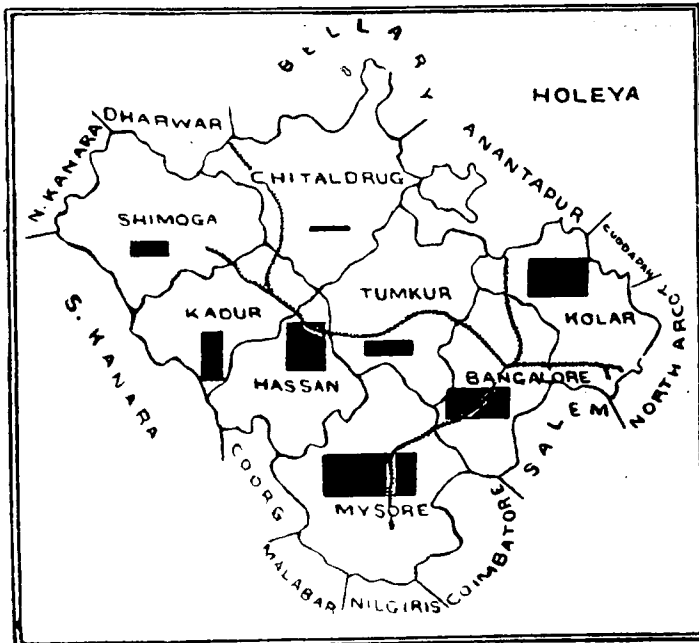 BELLARY
HOLEYA
DHARWAR
ANANTAPUR
N. KANARA
CHITALDRUG
SHIMOGA
CUDDAPAH
TUMKUR
KADUR
KOLAR
S. KANARA
NORTH ARCOT
HASSAN
BANGALORE
SALEM
COORG
MYSORE
COIMBATORE
MALABAR
NILGIRIS